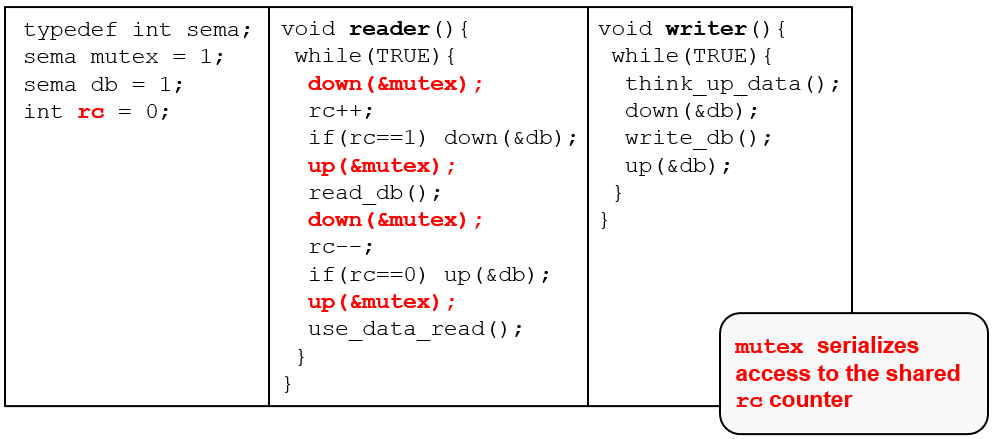 typedef int sema;
sema mutex = 1;
sema db = 1;
int rc = 0;
void reader(){
while(TRUE){
down(&mutex);
rc++;
if(rc==1) down(&db);
up(&mutex);
read_db();
down(&mutex);
rc--;
if(rc==0) up(&db);
up(&mutex);
use_data_read();
}
}
void writer(){
while(TRUE){
think_up_data();
down(&db);
write_db();
up(&db);
}
}
mutex serializes
access to the shared
rc counter